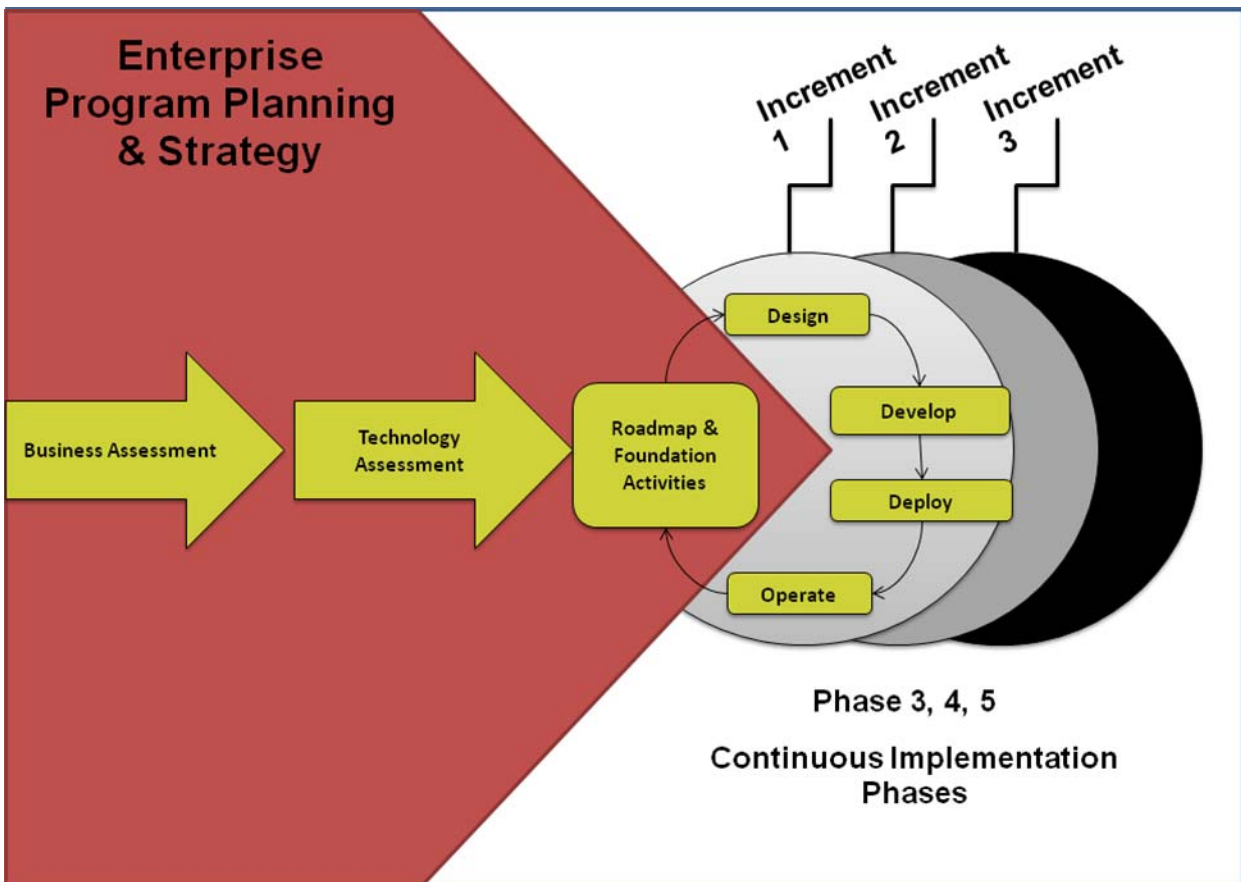 Enterprise
Program Planning
& Strategy
Increment
1
Increment
2
Increment
3
Design
Develop
Business Assessment
Technology
Assessment
Roadmap &
Foundation
Activities
Deploy
Operate
Phase 3, 4, 5
Continuous Implementation
Phases